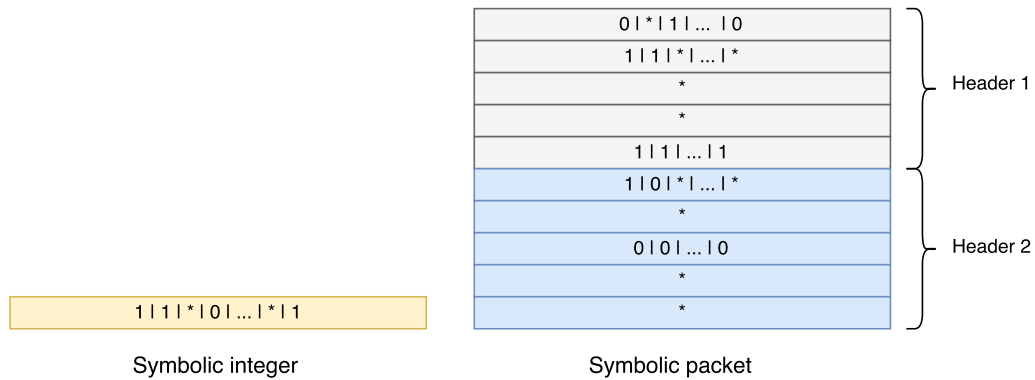 0 | * | 1 | ... | 0
1 | 1 | * | ... | *
*
Header 1
*
1 | 1 | ... | 1
1 | 0 | * | ... | *
*
0 | 0 | ... | 0
Header 2
*
1 | 1 | * | 0 | ... | * | 1
*
Symbolic integer
Symbolic packet